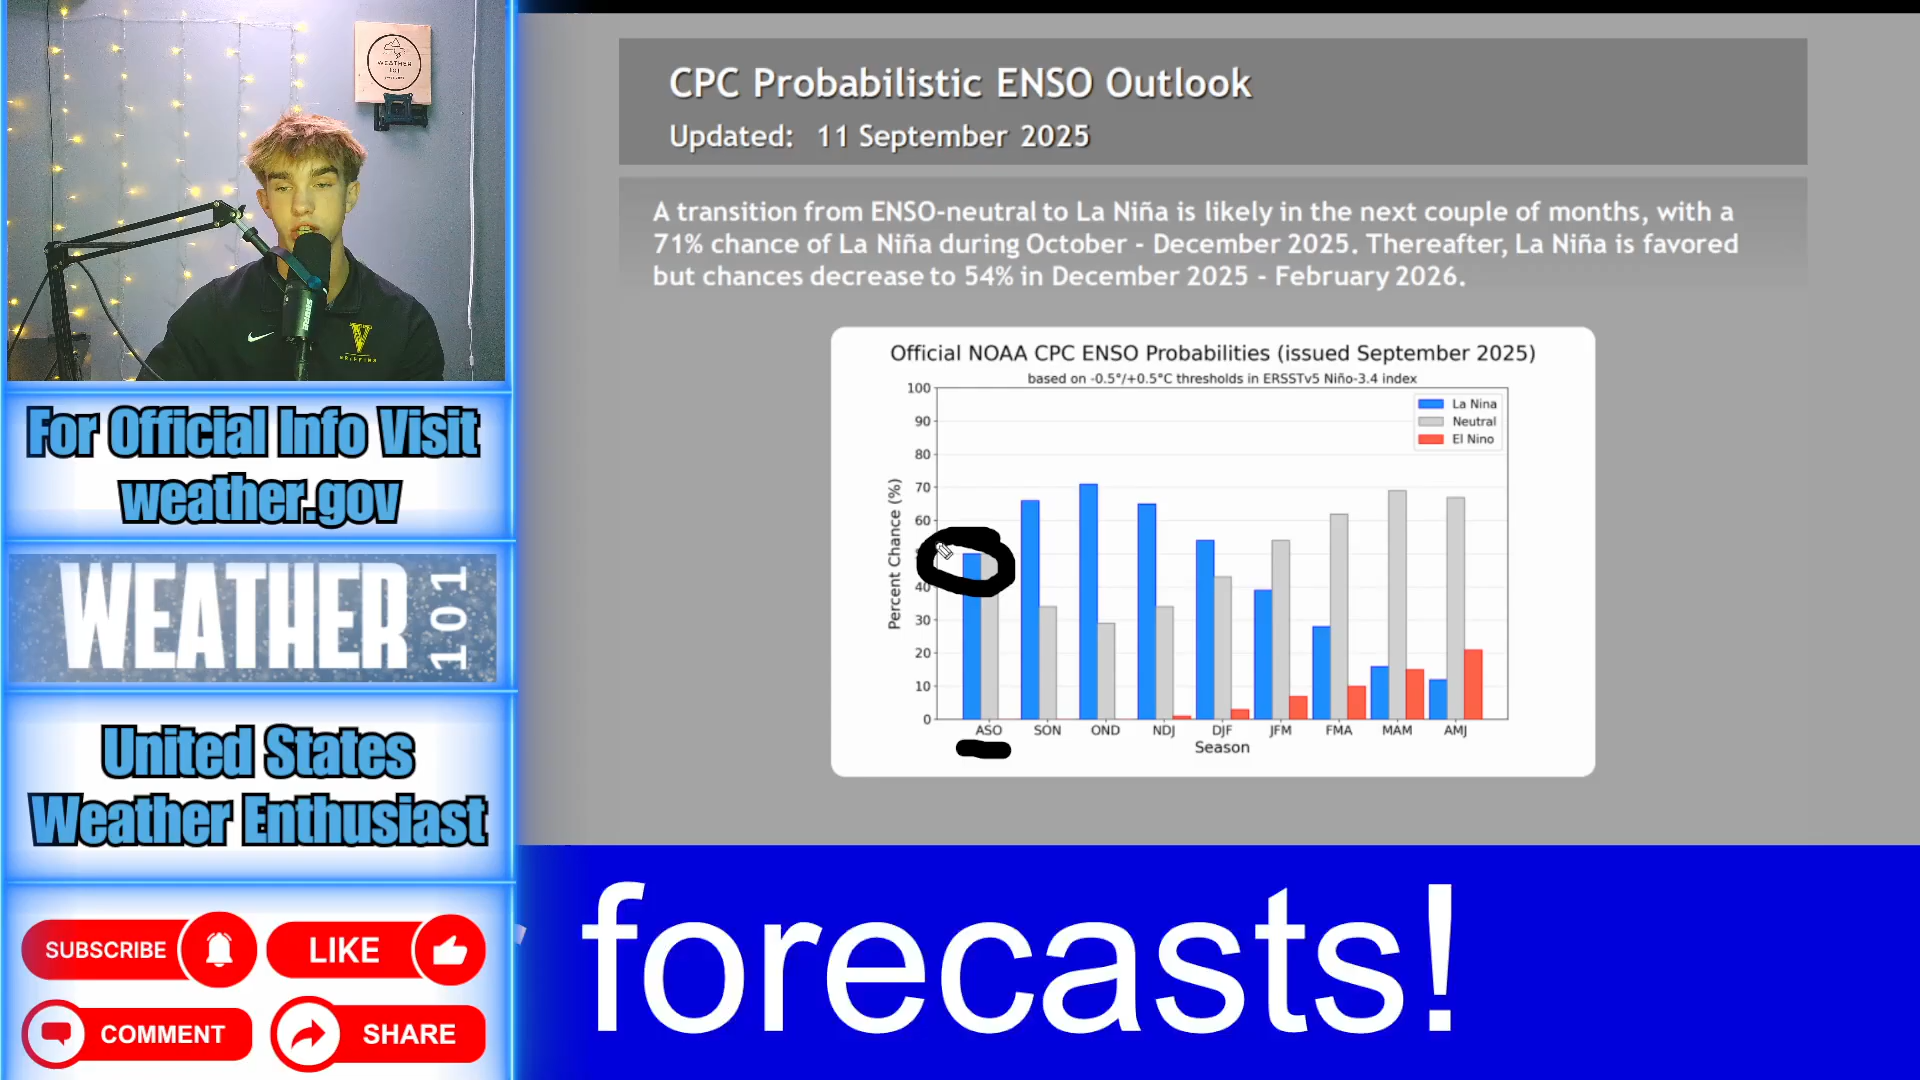 WEATHER
101
For Official Info Visit
weather.gov
WEATHER
101
United States
Weather Enthusiast
SUBSCRIBE
LIKE
COMMENT
SHARE
CPC Probabilistic ENSO Outlook
Updated: 11 September 2025
A transition from ENSO-neutral to La Niña is likely in the next couple of months, with a
71% chance of La Niña during October - December 2025. Thereafter, La Niña is favored
but chances decrease to 54% in December 2025 - February 2026.
Official NOAA CPC ENSO Probabilities (issued September 2025)
based on -0.5°/+0.5°C thresholds in ERSSTv5 Niño-3.4 index
La Nina
Neutral
El Nino
Percent Chance (%)
100
90
80
70
60
40
30
20
10
0
ASO SON OND NDJ DJF JFM FMA MAM AMJ
Season
forecasts!